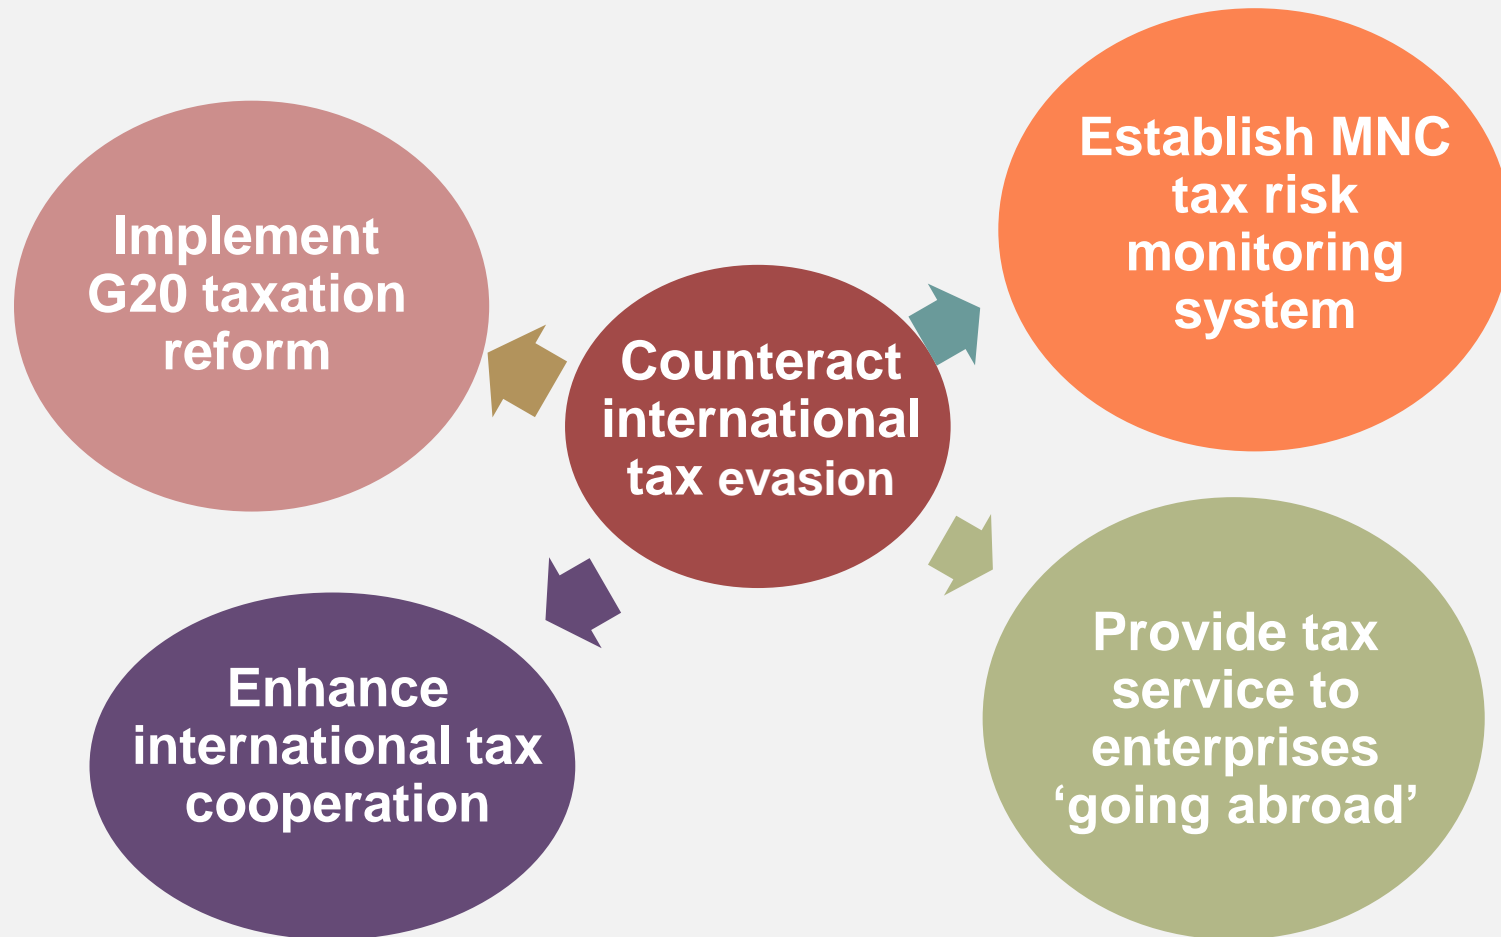 Implement
G20 taxation
reform
Establish MNC
tax risk
monitoring
system
Counteract
international
tax evasion
Enhance
international tax
cooperation
Provide tax
service to
enterprises
‘going abroad’